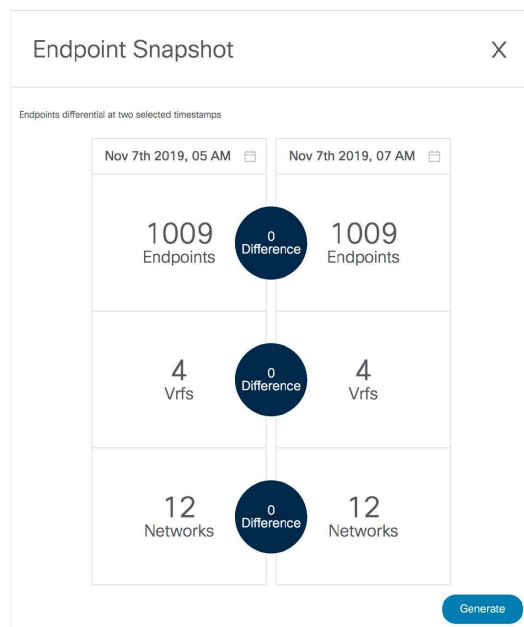 Endpoint Snapshot
X
Endpoints differential at two selected timestamps
Nov 7th 2019, 05 AM
Nov 7th 2019, 07 AM
1009
Endpoints
0
Difference
1009
Endpoints
4
Vrfs
0
Difference
4
Vrfs
12
Networks
0
Difference
12
Networks
Generate